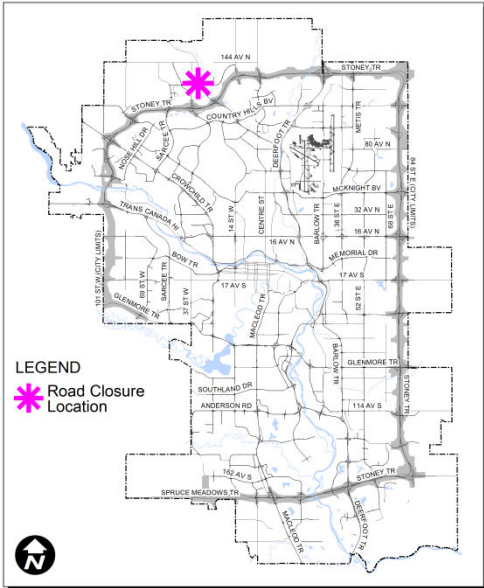 144 AV N
STONEY TR
STONEY TR
COUNTRY HILLS BV
DEERFOOT TR
METIS TR
NOSE HILL DR
SARCEE TR
80 AV N
CROWCHILD TR
MCKNIGHT BV
64 ST E (CITY LIMITS)
14 ST W
CENTRE ST
BARLOW TR
36 ST E
32 AV N
68 ST E
TRANS CANADA HI
16 AV N
16 AV N
101 ST W (CITY LIMITS)
BOW TR
MEMORIAL DR
69 ST W
SARCEE TR
37 ST W
17 AV S
17 AV S
52 ST E
GLENMORE TR
MACLEOD TR
BARLOW TR
GLENMORE TR
STONEY TR
LEGEND
Road Closure
Location
SOUTHLAND DR
ANDERSON RD
114 AV S
162 AV S
STONEY TR
SPRUCE MEADOWS TR
MACLEOD TR
DEERFOOT TR
N